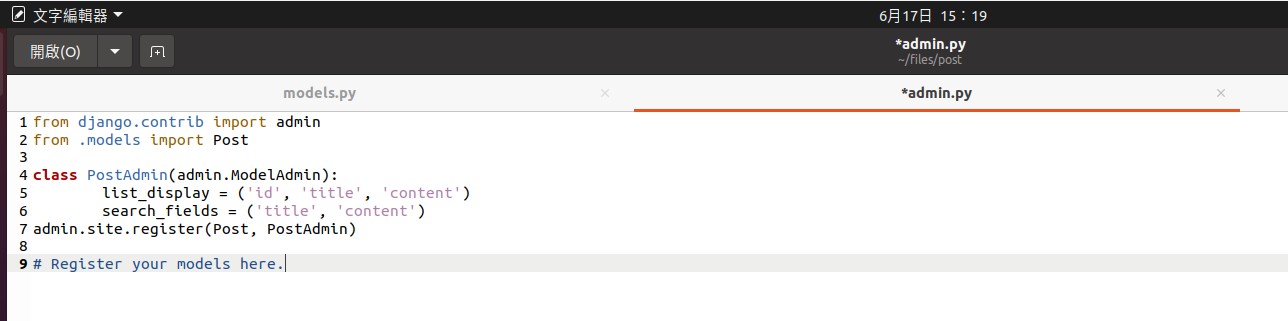 文字編輯器
6月17日 15：19
開啟(O)
*admin.py
~/files/post
models.py
*admin.py
1 from django.contrib import admin
2 from .models import Post
3
4 class PostAdmin(admin.ModelAdmin):
5         list_display = ('id', 'title', 'content')
6         search_fields = ('title', 'content')
7 admin.site.register(Post, PostAdmin)
8
9 # Register your models here.